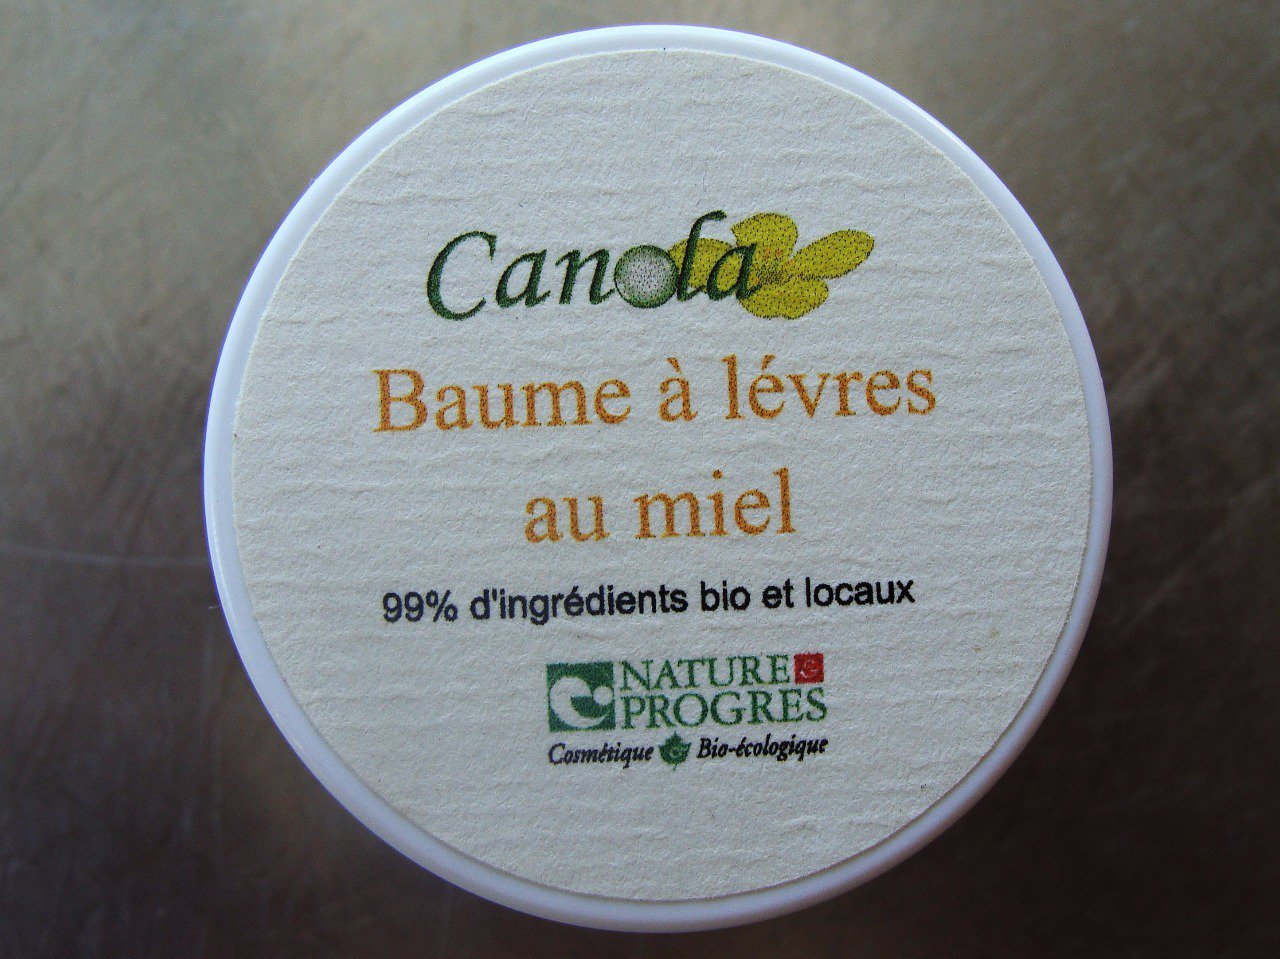 Canola
Baume à lévres
au miel
99% d'ingrédients bio et locaux
NATURE &
PROGRES
Cosmétique Bio-écologique